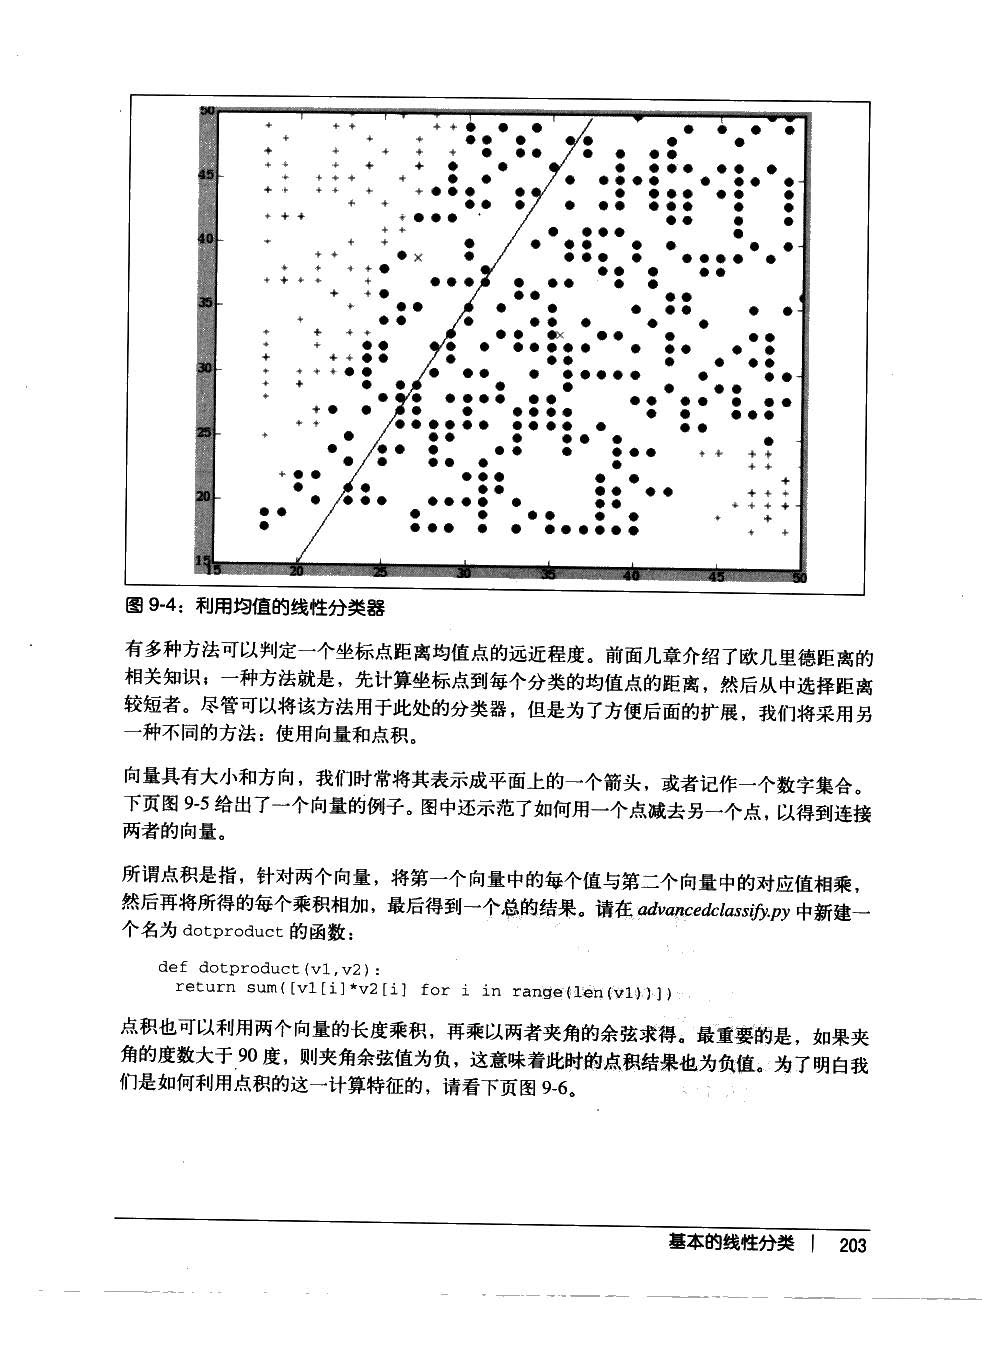 50
45
40
35
30
25
20
15
15 20 25 30 35 40 45 50
图 9-4：利用均值的线性分类器
有多种方法可以判定一个坐标点距离均值点的远近程度。前面几章介绍了欧几里德距离的
相关知识；一种方法就是，先计算坐标点到每个分类的均值点的距离，然后从中选择距离
较短者。尽管可以将该方法用于此处的分类器，但是为了方便后面的扩展，我们将采用另
一种不同的方法：使用向量和点积。
向量具有大小和方向，我们时常将其表示成平面上的一个箭头，或者记作一个数字集合。
下页图 9-5 给出了一个向量的例子。图中还示范了如何用一个点减去另一个点，以得到连接
两者的向量。
所谓点积是指，针对两个向量，将第一个向量中的每个值与第二个向量中的对应值相乘，
然后再将所得的每个乘积相加，最后得到一个总的结果。请在 advancedclassify.py 中新建一
个名为 dotproduct 的函数：
def dotproduct(v1,v2):
return sum([v1[i]*v2[i] for i in range(len(v1))])
点积也可以利用两个向量的长度乘积，再乘以两者夹角的余弦求得。最重要的是，如果夹
角的度数大于 90 度，则夹角余弦值为负，这意味着此时的点积结果也为负值。为了明白我
们是如何利用点积的这一计算特征的，请看下页图 9-6。
基本的线性分类 | 203